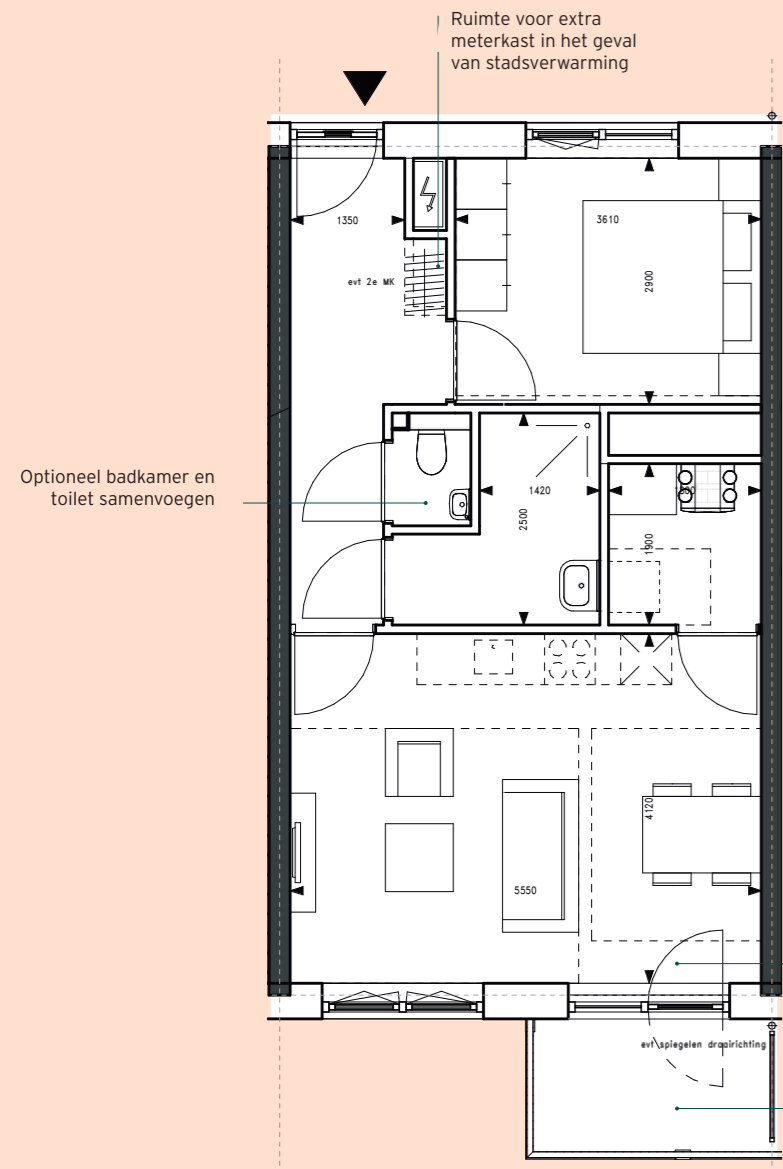 Ruimte voor extra
meterkast in het geval
van stadsverwarming
1350
3610
evt 2e MK
2900
Optioneel badkamer en
toilet samenvoegen
1420
2500
1900
4120
5550
evt spiegelen draairichting